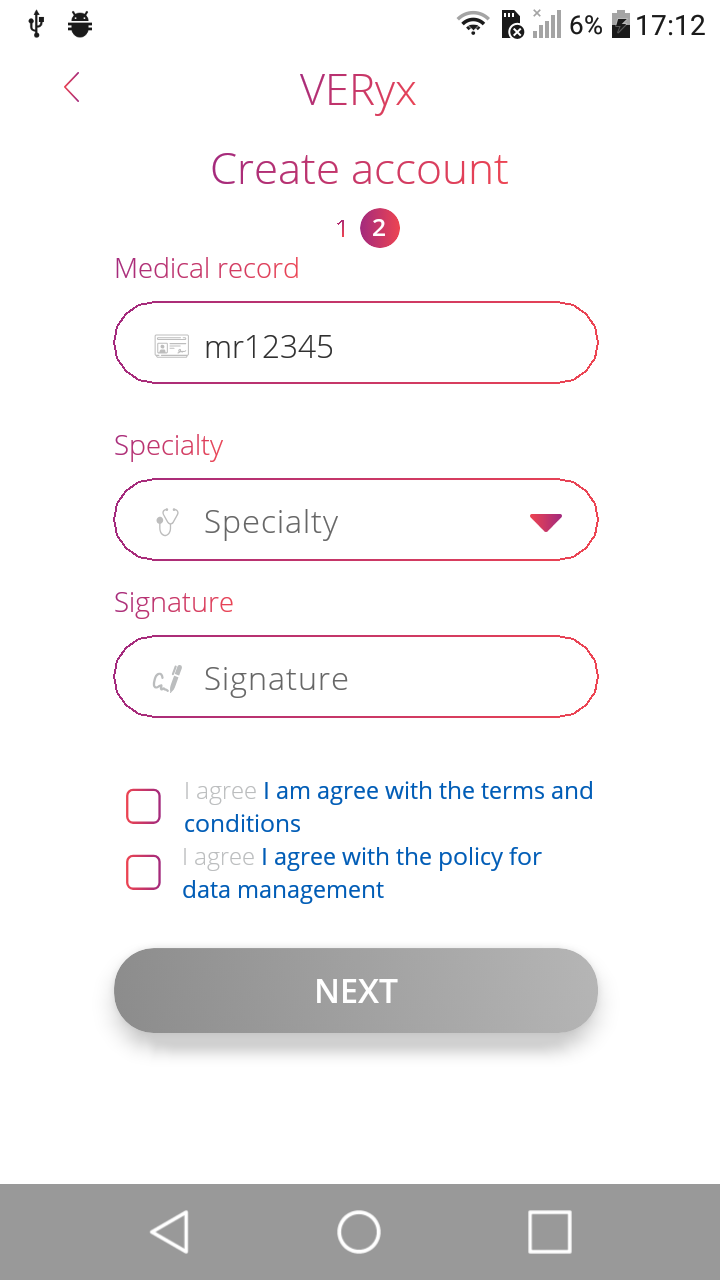 6% 17:12
VERyx
Create account
1 2
Medical record
mr12345
Specialty
Specialty
Signature
Signature
I agree I am agree with the terms and
conditions
I agree I agree with the policy for
data management
NEXT